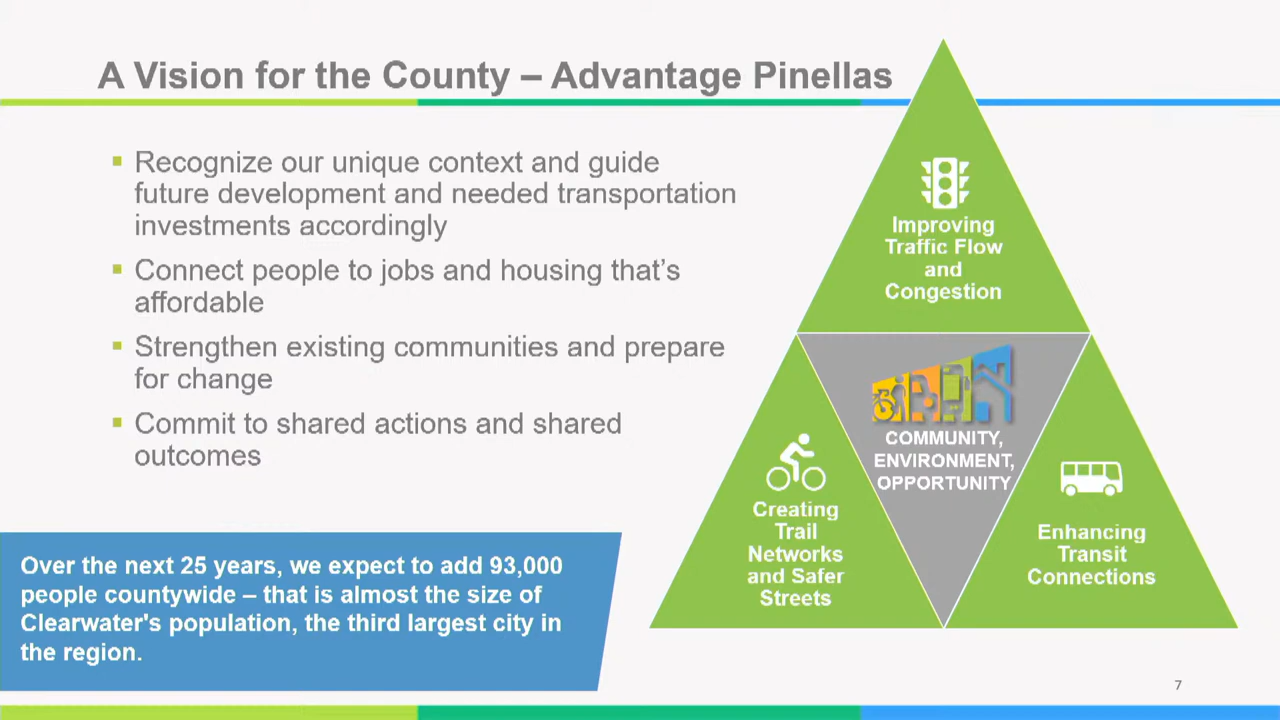 A Vision for the County – Advantage Pinellas
▪ Recognize our unique context and guide
future development and needed transportation
investments accordingly
▪ Connect people to jobs and housing that’s
affordable
▪ Strengthen existing communities and prepare
for change
▪ Commit to shared actions and shared
outcomes
Over the next 25 years, we expect to add 93,000
people countywide – that is almost the size of
Clearwater's population, the third largest city in
the region.
Improving
Traffic Flow
and
Congestion
COMMUNITY,
ENVIRONMENT,
OPPORTUNITY
Creating
Trail
Networks
and Safer
Streets
Enhancing
Transit
Connections
7